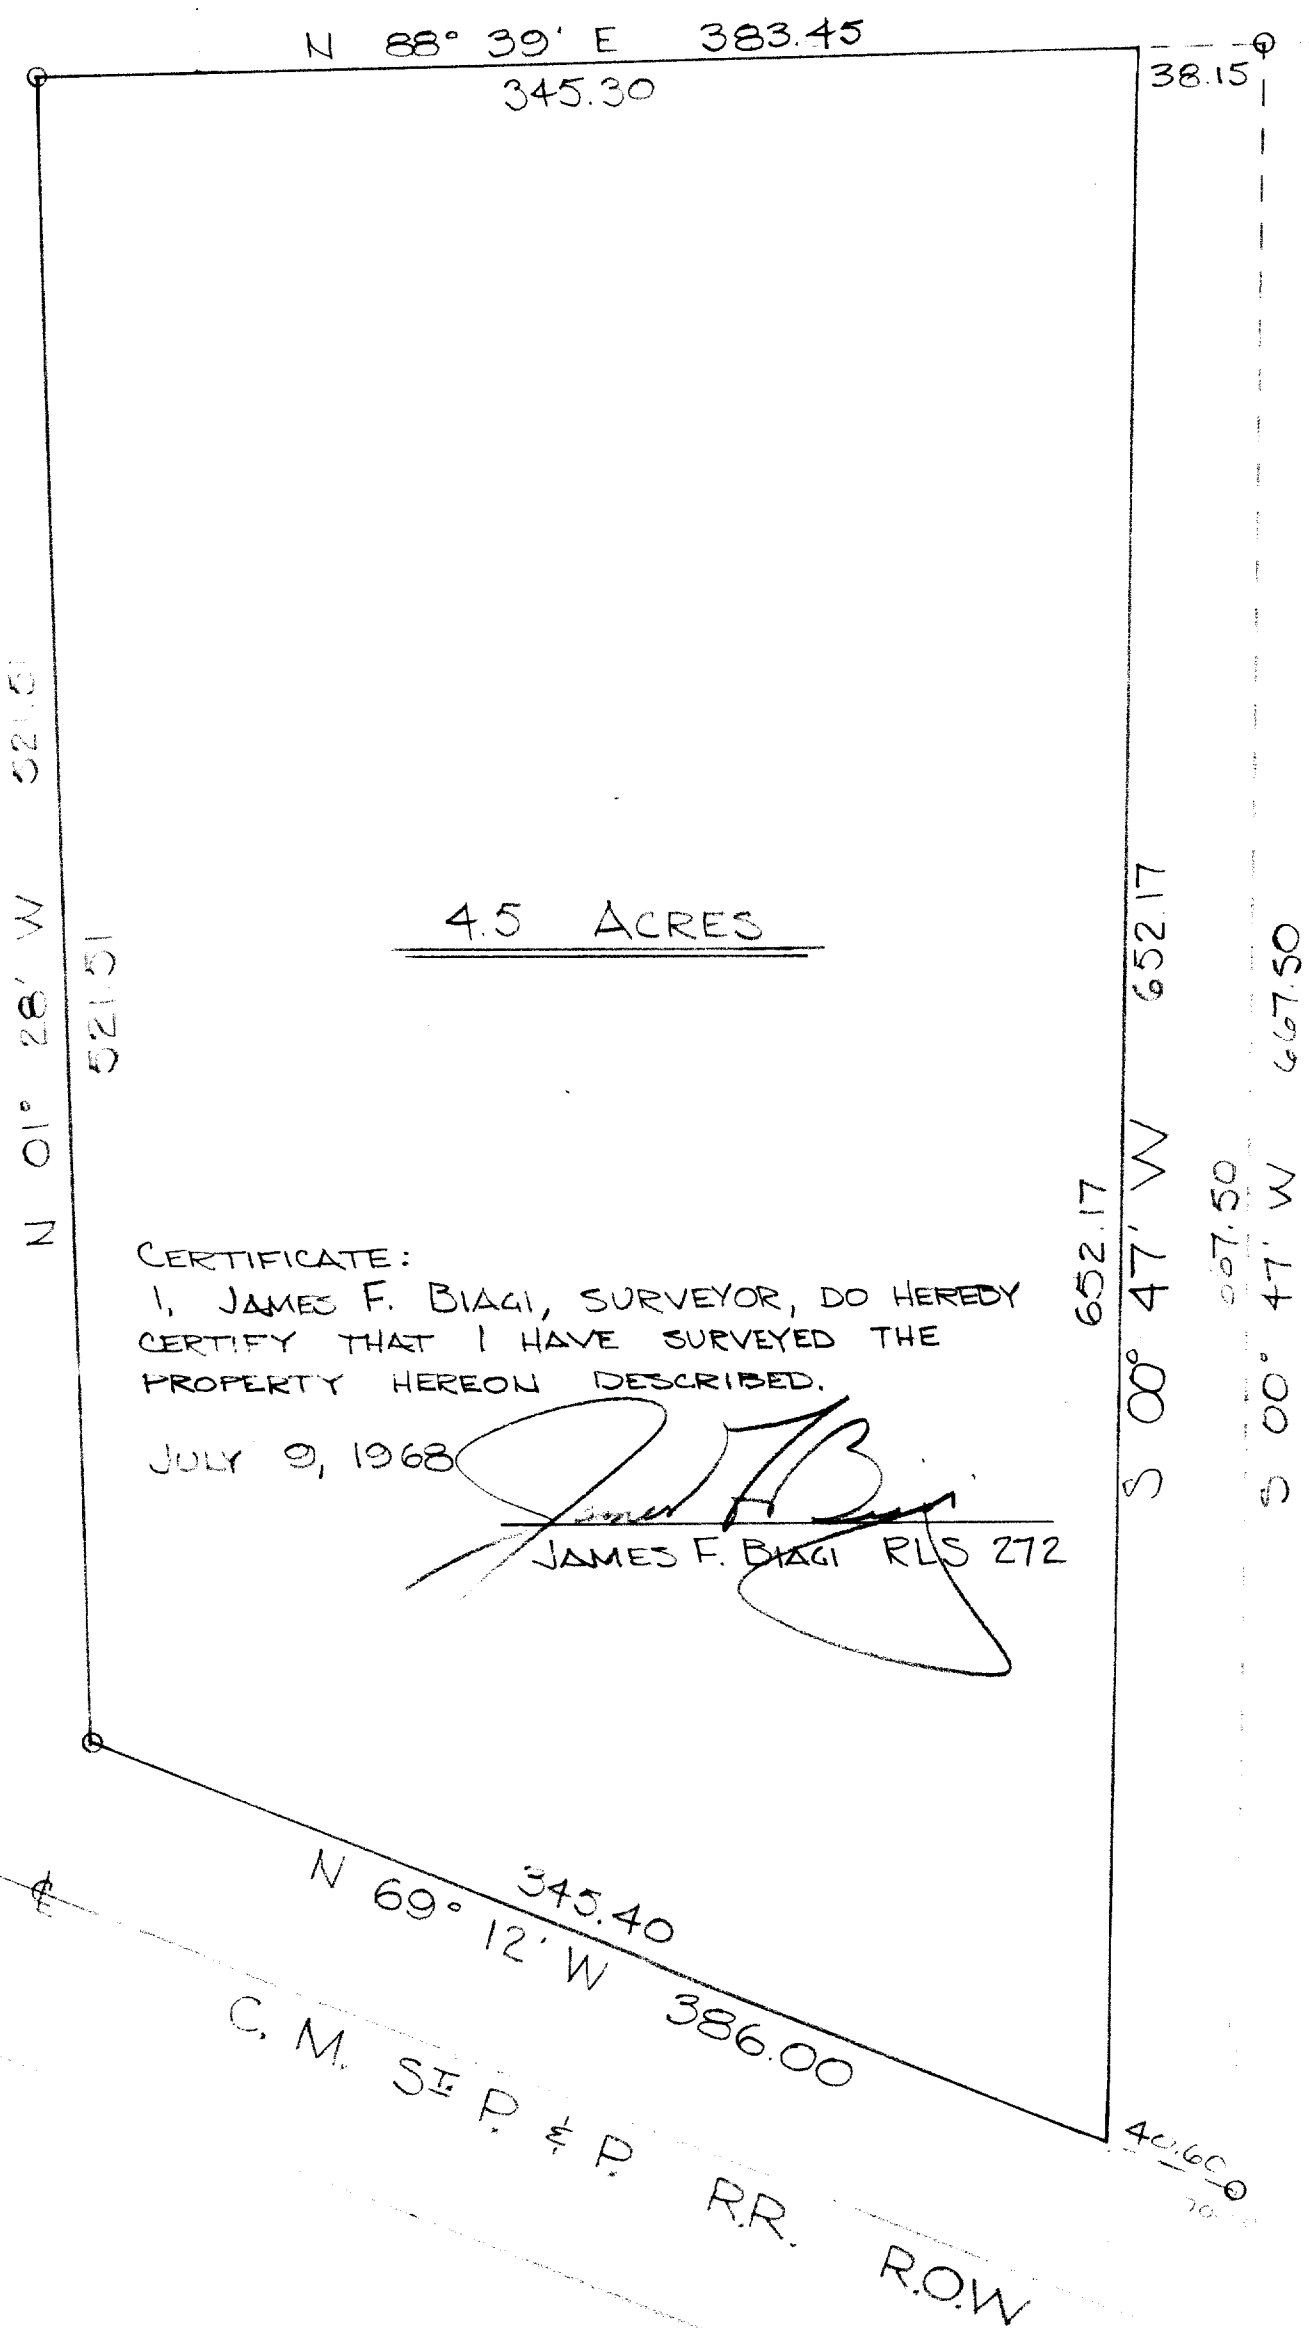 N 88° 39' E 383.45
345.30
38.15
N 01° 28' W 521.51
521.51
4.5 ACRES
S 00° 47' W 652.17
652.17
S 00° 47' W 667.50
667.50
CERTIFICATE:
I, JAMES F. BIAGI, SURVEYOR, DO HEREBY
CERTIFY THAT I HAVE SURVEYED THE
PROPERTY HEREON DESCRIBED.
JULY 9, 1968
James F. Biagi
JAMES F. BIAGI RLS 272
345.40
N 69° 12' W 386.00
40.60
℄
C. M. ST. P. & P. R.R. R.O.W